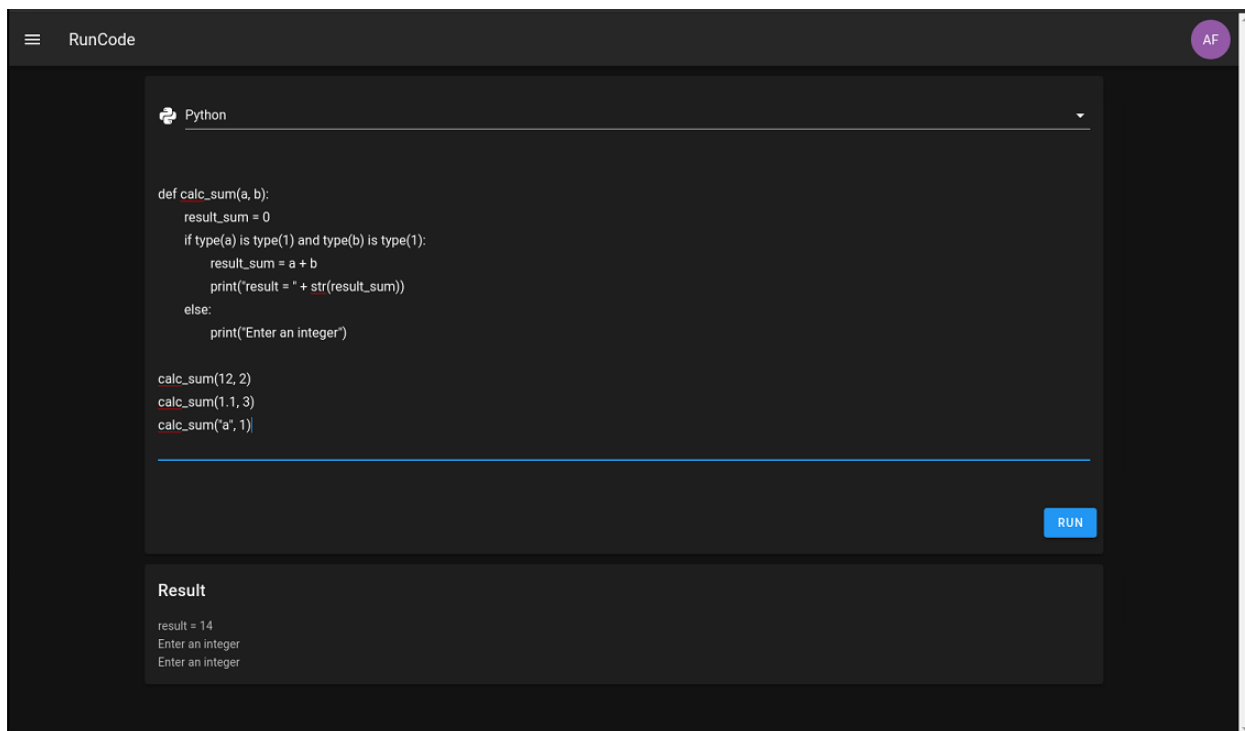 RunCode
AF
Python
def calc_sum(a, b):
result_sum = 0
if type(a) is type(1) and type(b) is type(1):
result_sum = a + b
print("result = " + str(result_sum))
else:
print("Enter an integer")
calc_sum(12, 2)
calc_sum(1.1, 3)
calc_sum("a", 1)
RUN
Result
result = 14
Enter an integer
Enter an integer